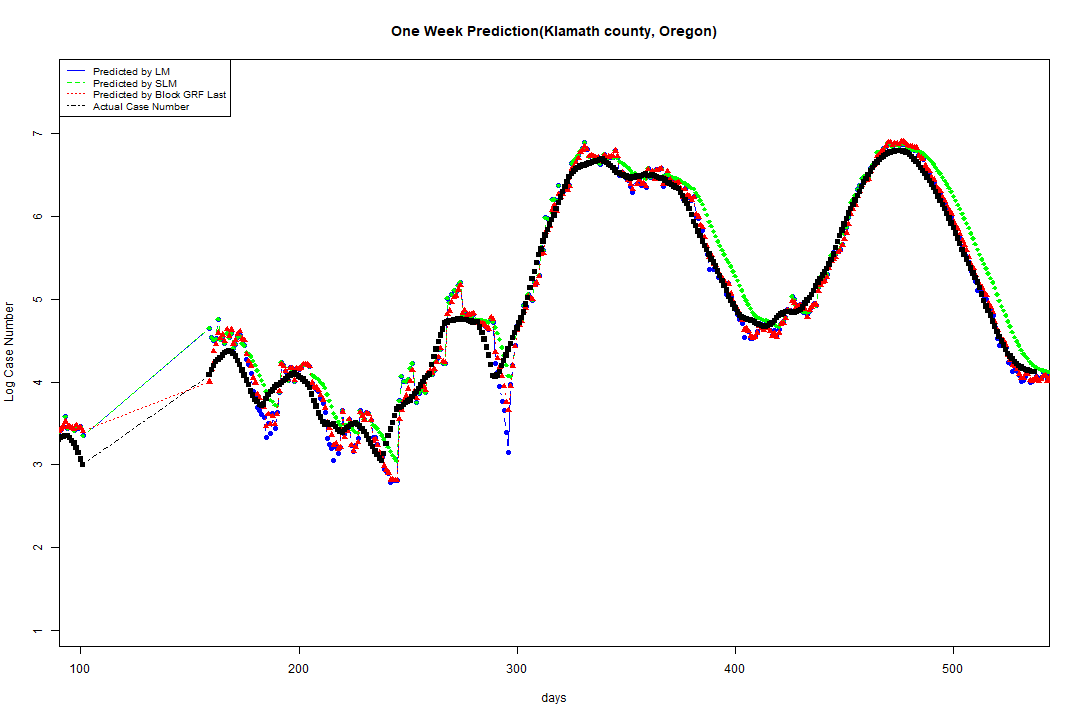 One Week Prediction(Klamath county, Oregon)
Predicted by LM
Predicted by SLM
Predicted by Block GRF Last
Actual Case Number
Log Case Number
7
6
5
4
3
2
1
100 200 300 400 500
days